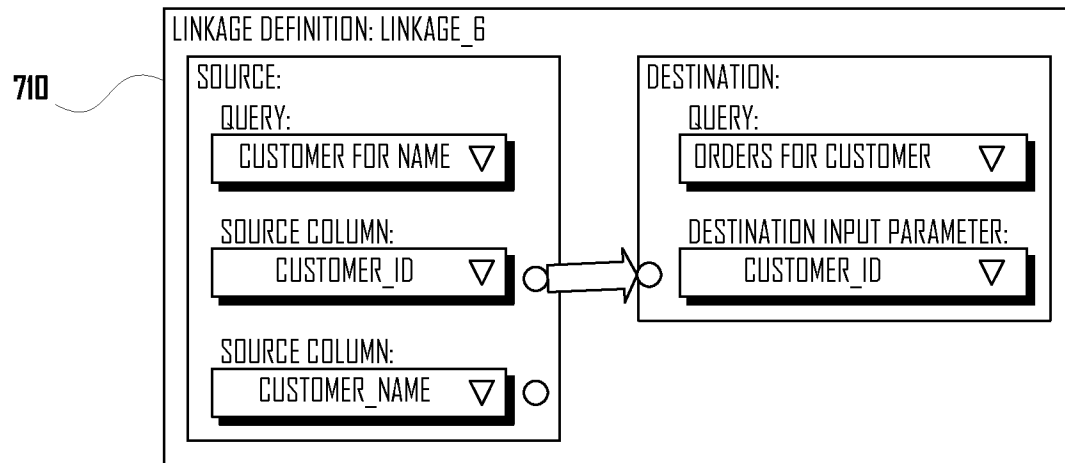 LINKAGE DEFINITION: LINKAGE_6
710
SOURCE:
QUERY:
CUSTOMER FOR NAME
SOURCE COLUMN:
CUSTOMER_ID
SOURCE COLUMN:
CUSTOMER_NAME
DESTINATION:
QUERY:
ORDERS FOR CUSTOMER
DESTINATION INPUT PARAMETER:
CUSTOMER_ID